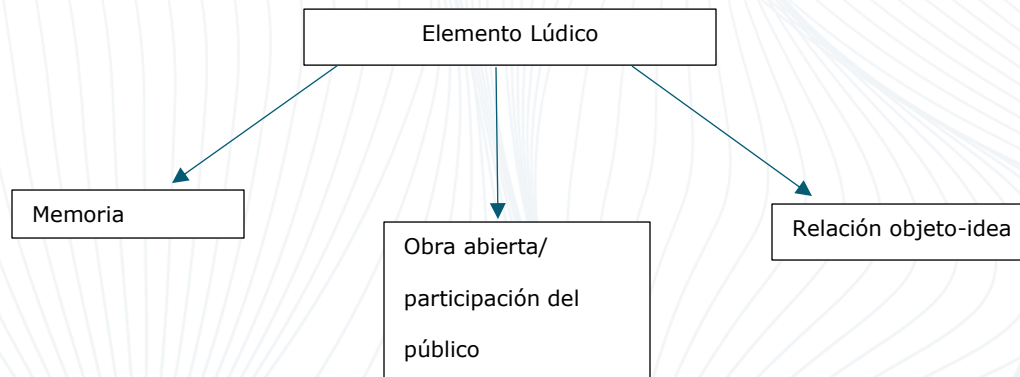 Elemento Lúdico
Memoria
Obra abierta/
participación del
público
Relación objeto-idea